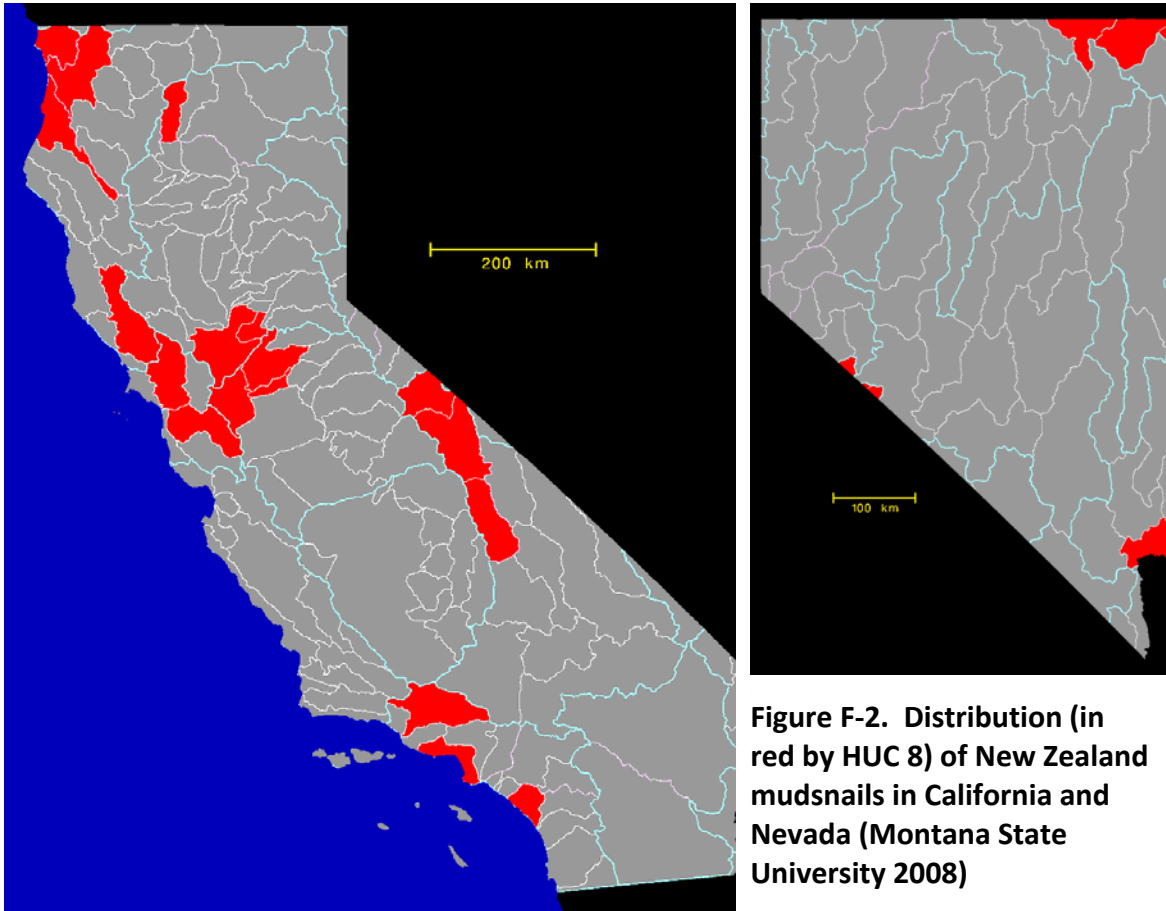 200 km
100 km
Figure F-2. Distribution (in
red by HUC 8) of New Zealand
mudsnails in California and
Nevada (Montana State
University 2008)